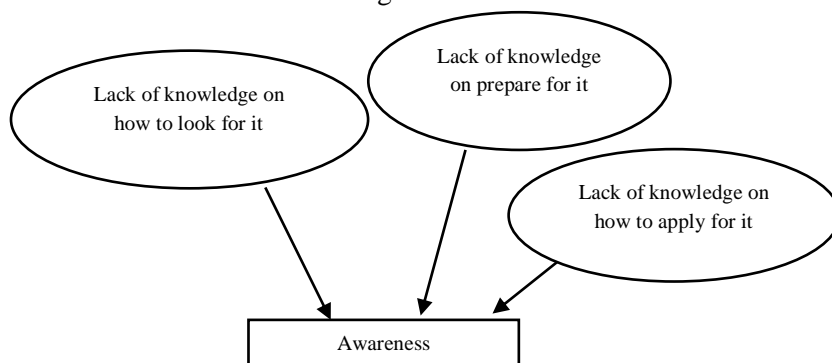 Lack of knowledge on
how to look for it
Lack of knowledge
on prepare for it
Lack of knowledge on
how to apply for it
Awareness